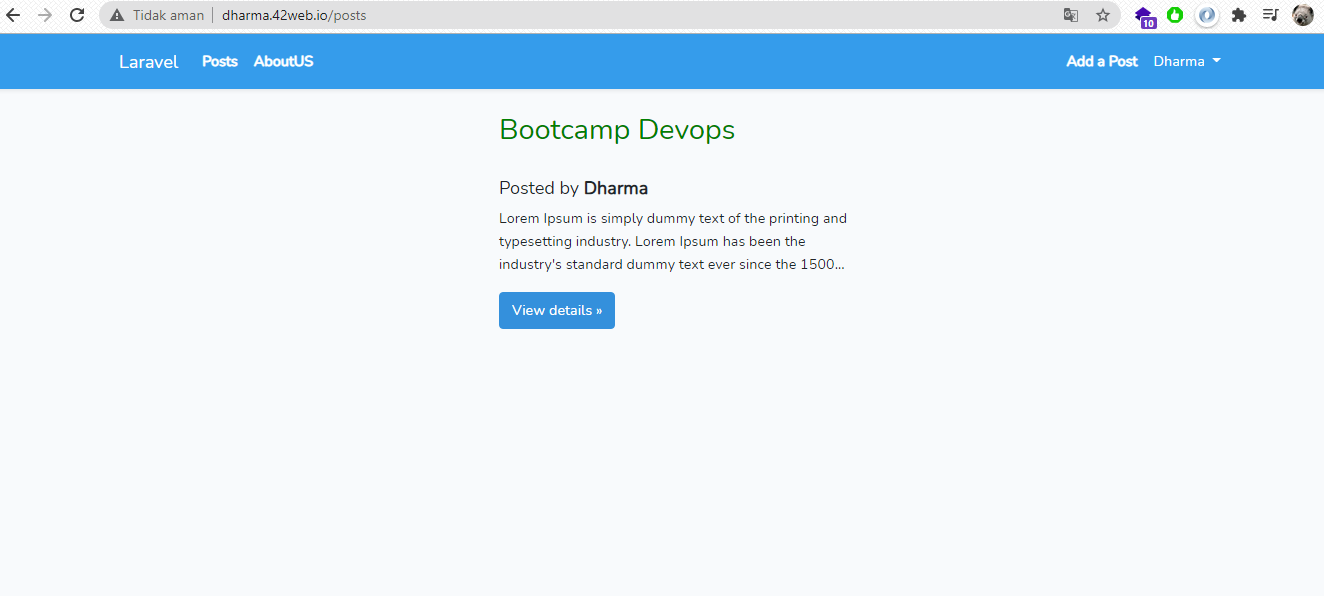 Tidak aman | dharma.42web.io/posts
10
Laravel Posts AboutUS Add a Post Dharma
Bootcamp Devops
Posted by Dharma
Lorem Ipsum is simply dummy text of the printing and
typesetting industry. Lorem Ipsum has been the
industry's standard dummy text ever since the 1500...
View details »